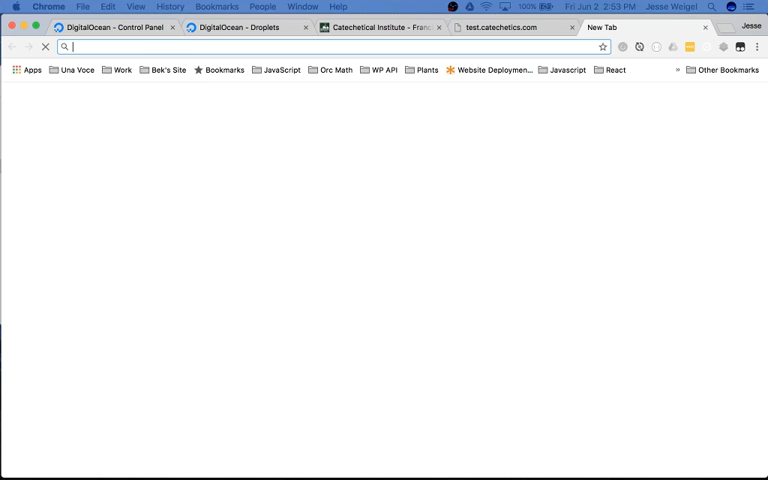 Chrome File Edit View History Bookmarks People Window Help 100% Fri Jun 2 2:53 PM Jesse Weigel
DigitalOcean - Control Panel DigitalOcean - Droplets Catechetical Institute - Franc test.catechetics.com New Tab Jesse
Apps Una Voce Work Bek's Site Bookmarks JavaScript Orc Math WP API Plants Website Deploymen... Javascript React » Other Bookmarks